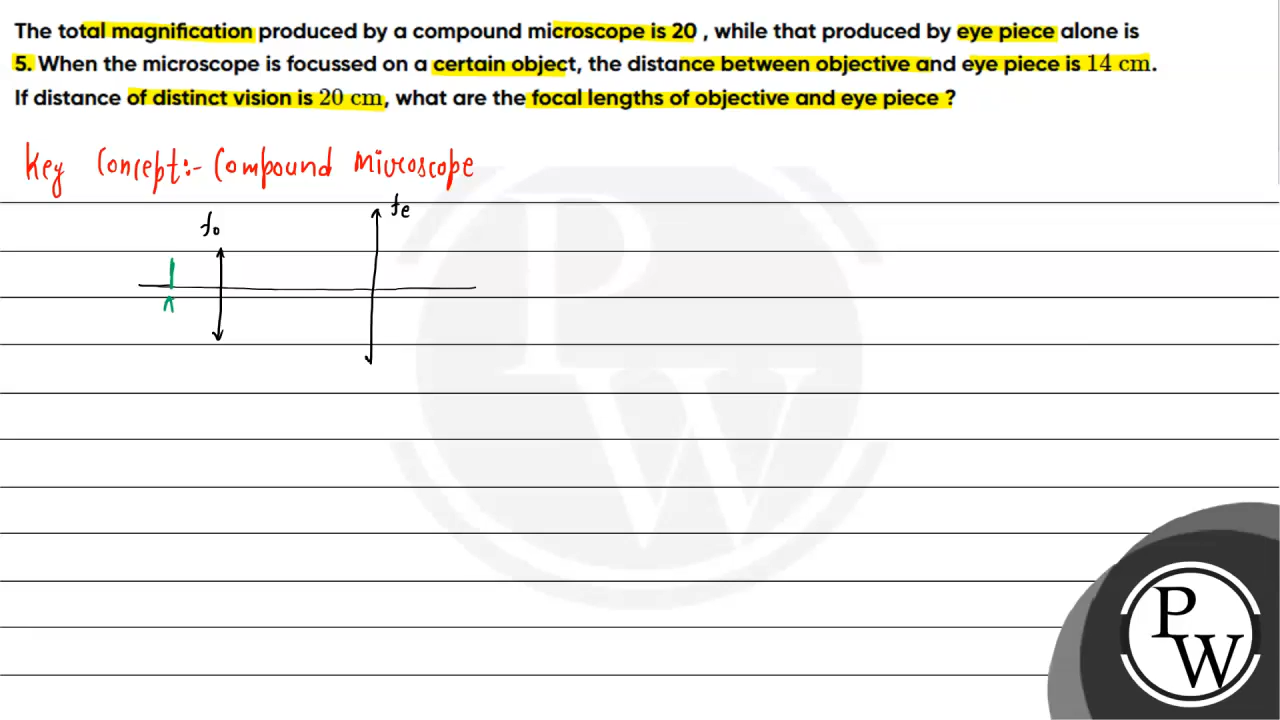 The total magnification produced by a compound microscope is 20 , while that produced by eye piece alone is
5. When the microscope is focussed on a certain object, the distance between objective and eye piece is 14 cm.
If distance of distinct vision is 20 cm, what are the focal lengths of objective and eye piece ?
Key Concept:- Compound Microscope
fo
fe
P
W
P
W